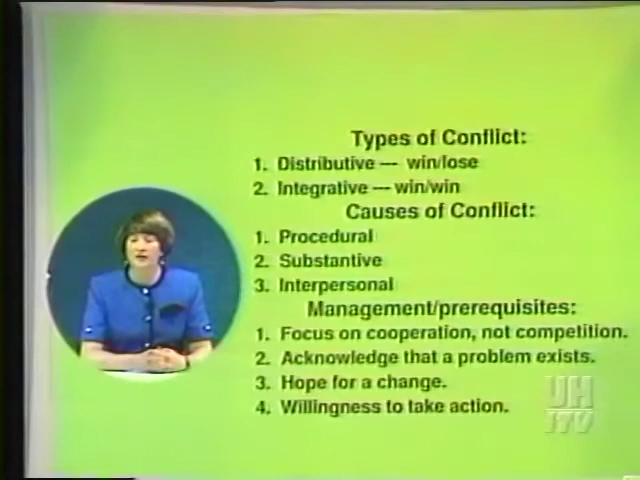 Types of Conflict:
1. Distributive — win/lose
2. Integrative — win/win
Causes of Conflict:
1. Procedural
2. Substantive
3. Interpersonal
Management/prerequisites:
1. Focus on cooperation, not competition.
2. Acknowledge that a problem exists.
3. Hope for a change.
4. Willingness to take action.
UH
ITV